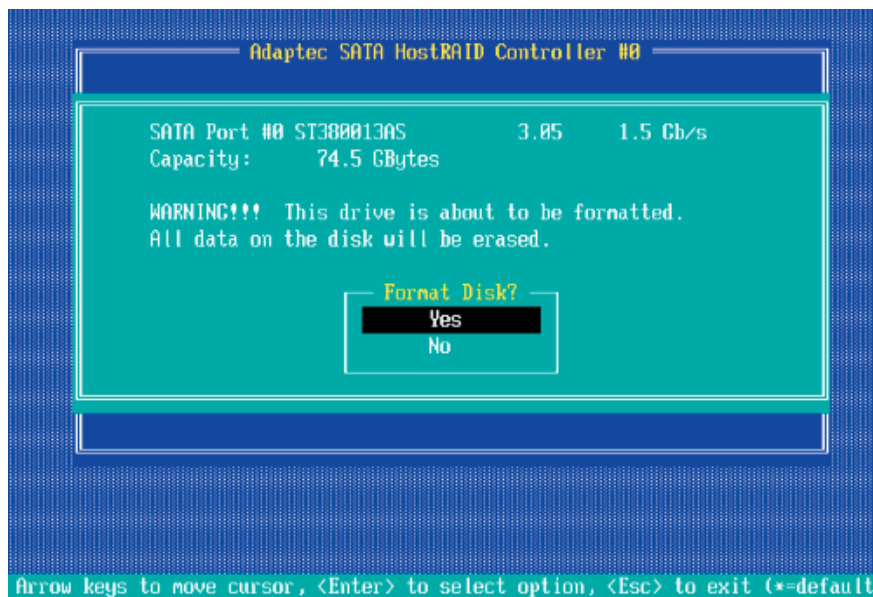 Adaptec SATA HostRAID Controller #0
SATA Port #0 ST380013AS 3.05 1.5 Gb/s
Capacity: 74.5 GBytes
WARNING!!! This drive is about to be formatted.
All data on the disk will be erased.
Format Disk?
Yes
No
Arrow keys to move cursor, <Enter> to select option, <Esc> to exit (*=default